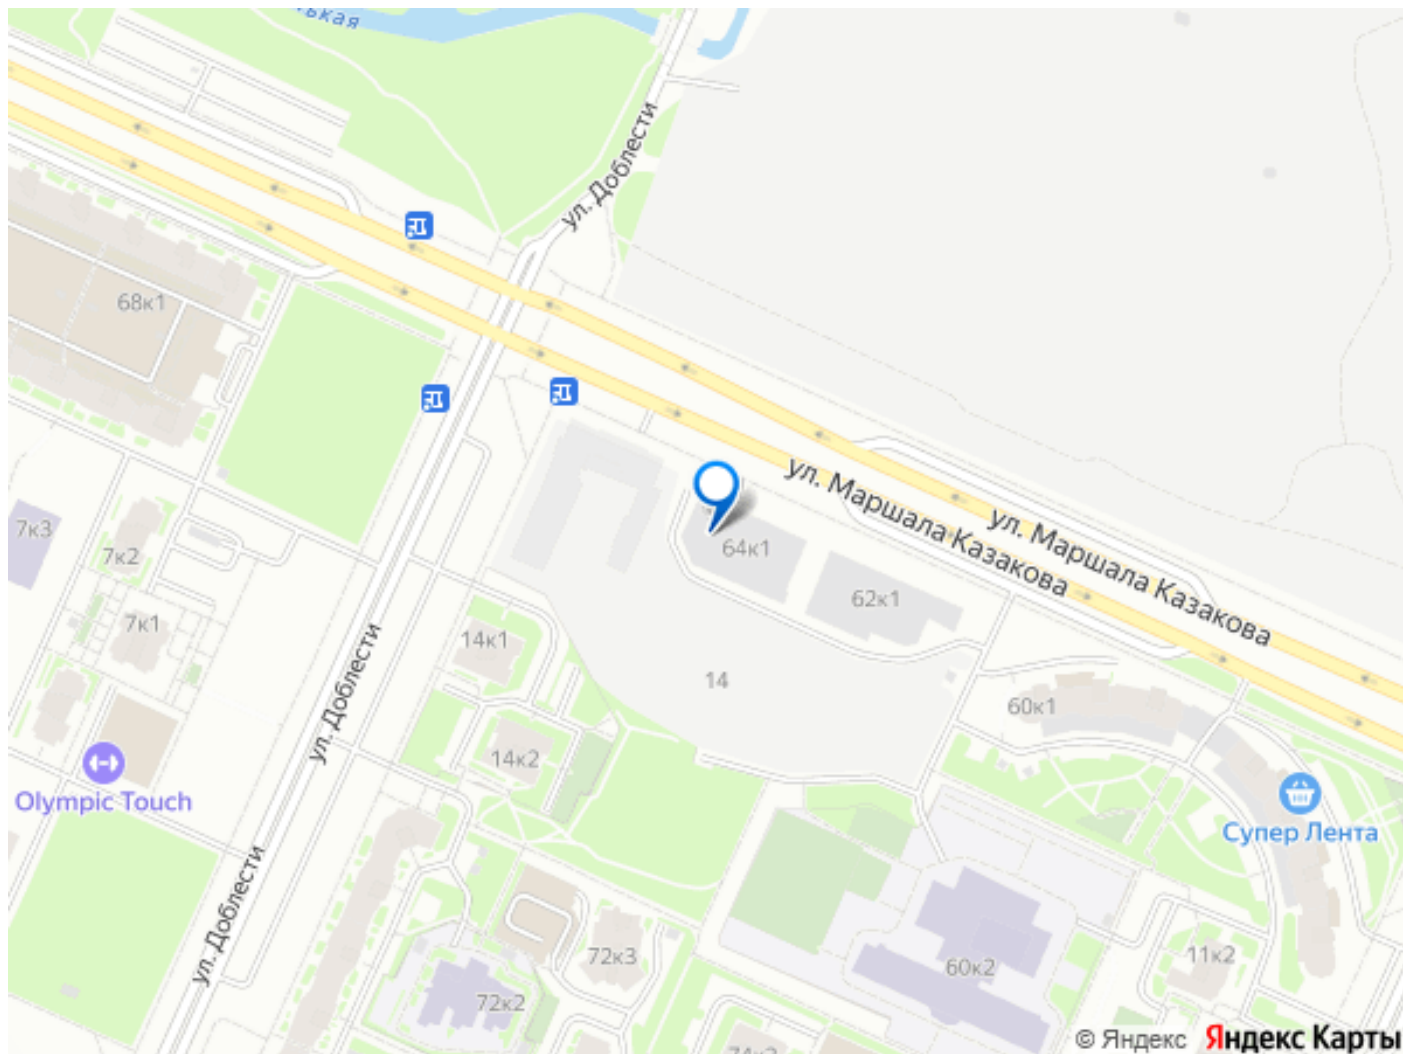 ул. Доблести
68к1
7к3
7к2
7к1
ул. Маршала Казакова
ул. Маршала Казакова
64к1
62к1
14к1
14
60к1
ул. Доблести
14к2
Olympic Touch
Супер Лента
ул. Доблести
72к3
60к2
11к2
72к2
© Яндекс Яндекс Карты